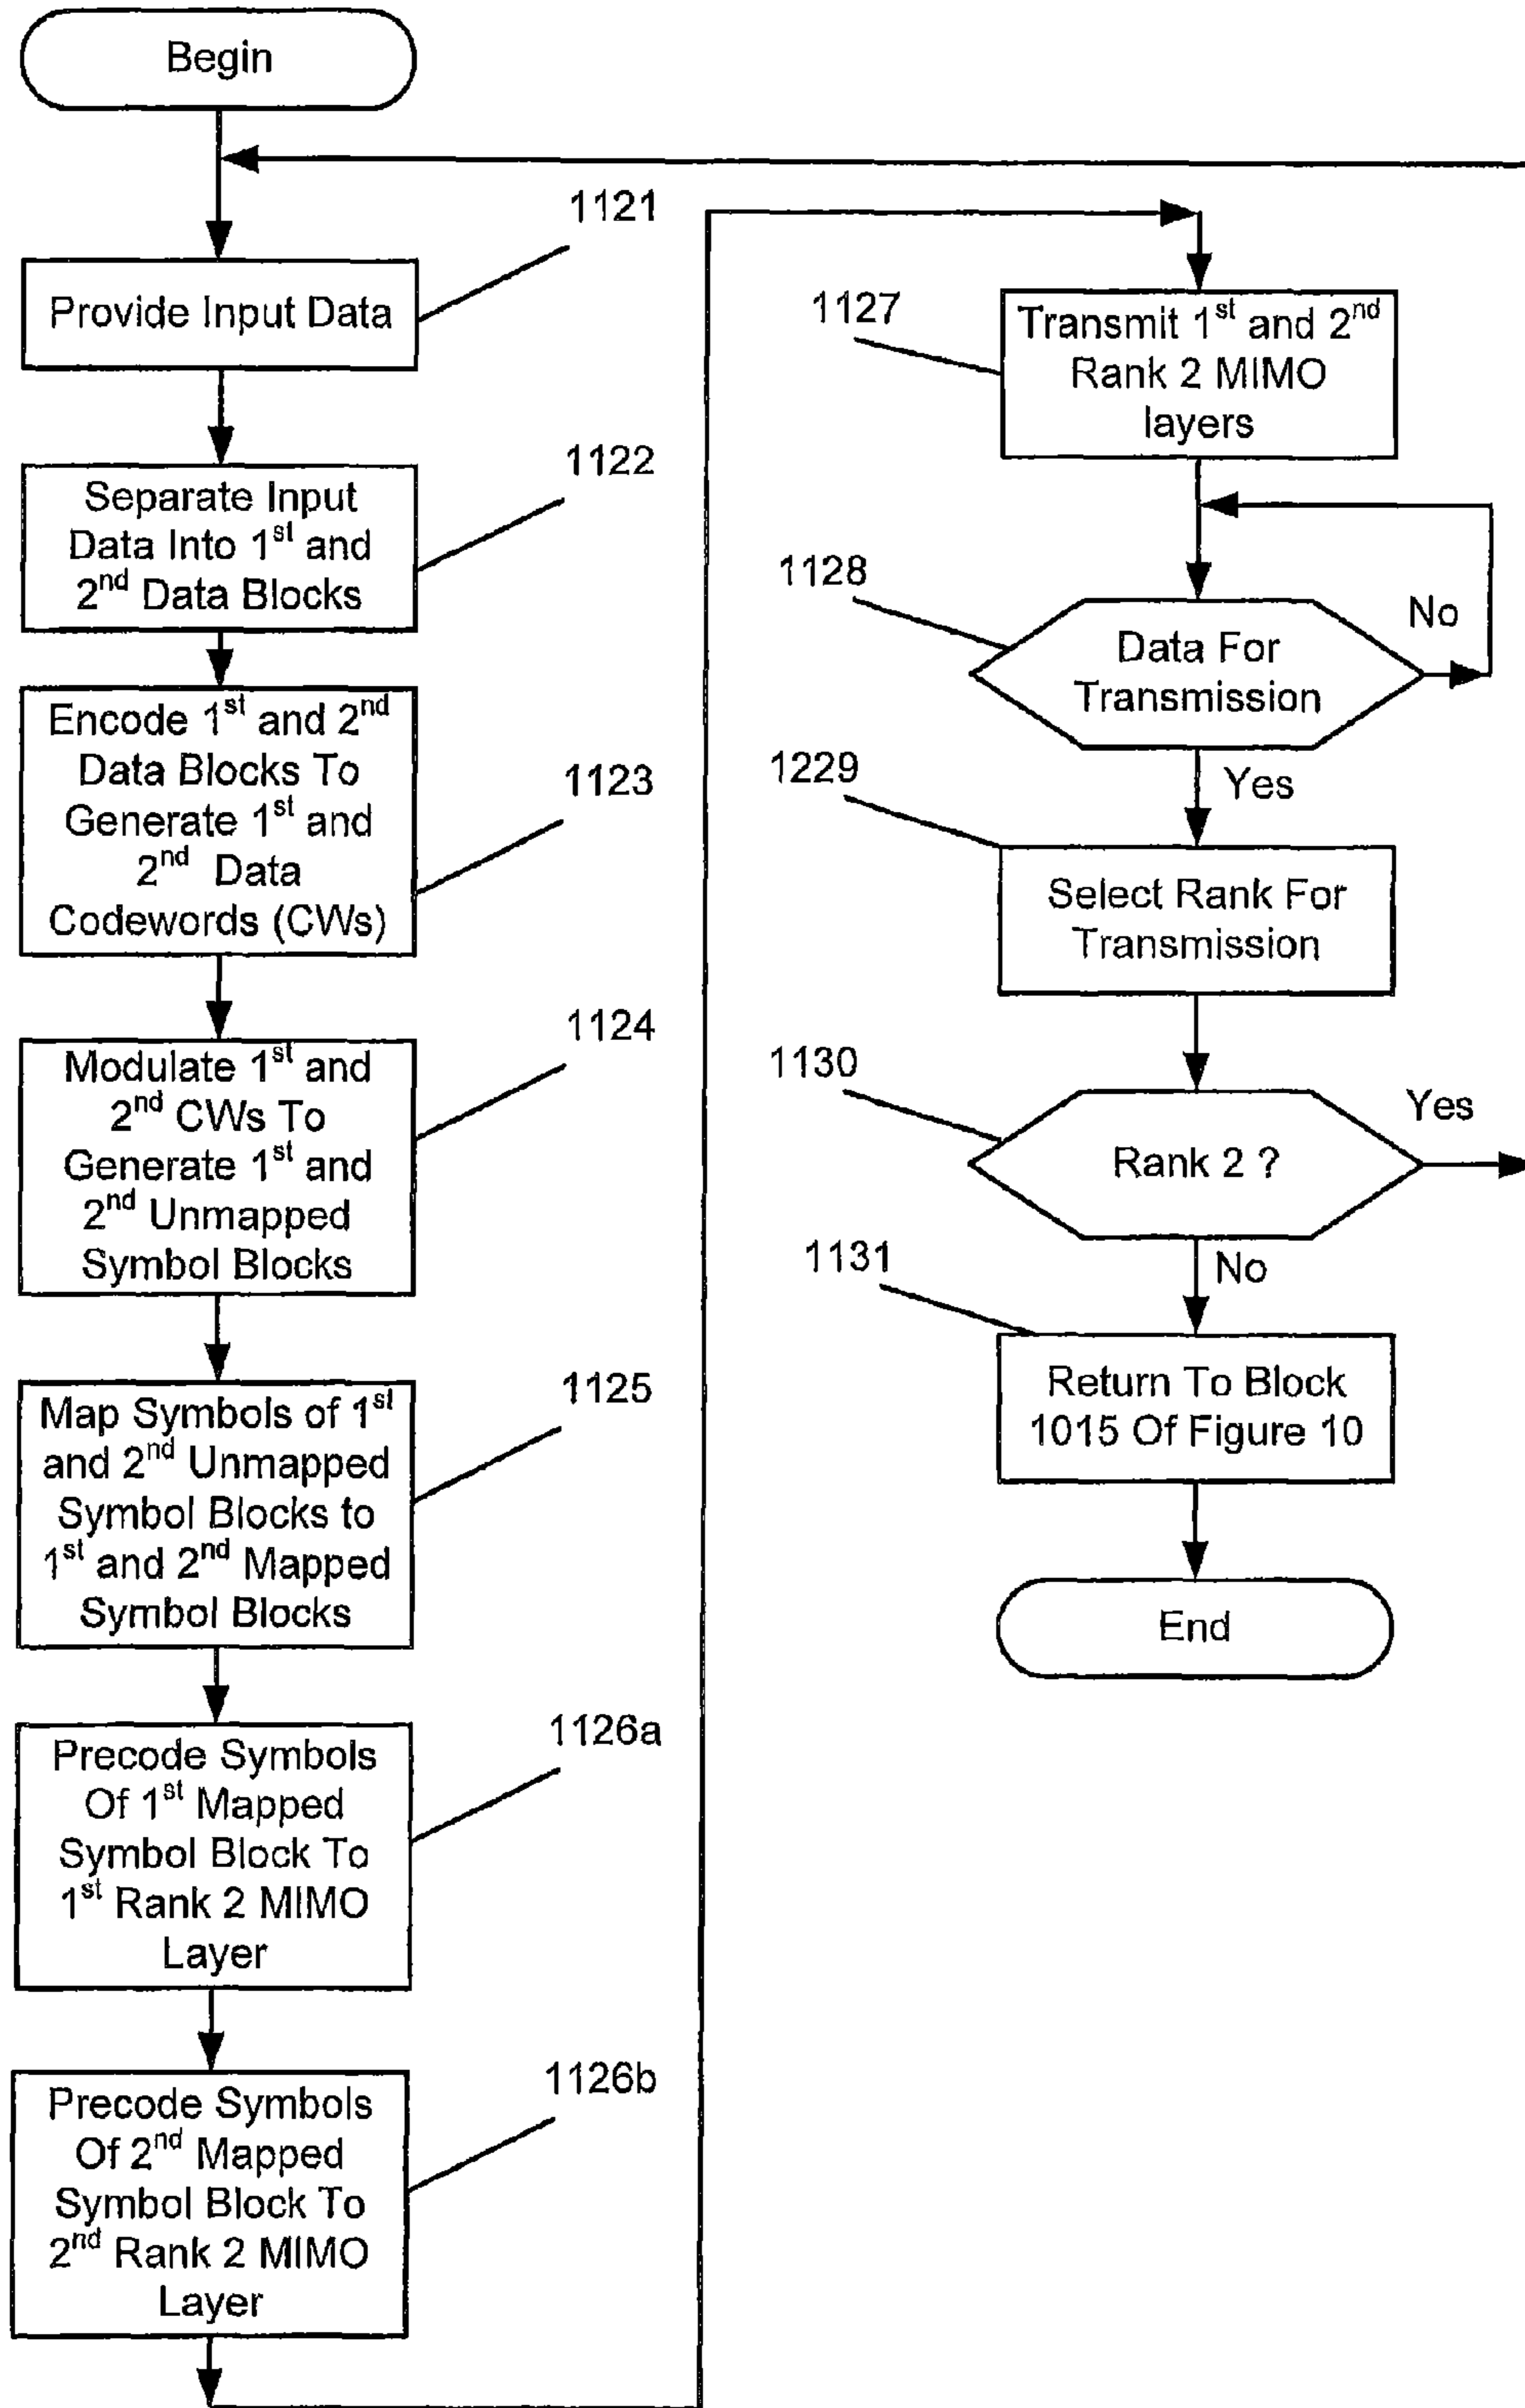 Begin
1121
Provide Input Data
1122
Separate Input
Data Into 1st and
2nd Data Blocks
1123
Encode 1st and 2nd
Data Blocks To
Generate 1st and
2nd Data
Codewords (CWs)
1124
Modulate 1st and
2nd CWs To
Generate 1st and
2nd Unmapped
Symbol Blocks
1125
Map Symbols of 1st
and 2nd Unmapped
Symbol Blocks to
1st and 2nd Mapped
Symbol Blocks
1126a
Precode Symbols
Of 1st Mapped
Symbol Block To
1st Rank 2 MIMO
Layer
1126b
Precode Symbols
Of 2nd Mapped
Symbol Block To
2nd Rank 2 MIMO
Layer
1127
Transmit 1st and 2nd
Rank 2 MIMO
layers
1128
Data For
Transmission
No
Yes
1229
Select Rank For
Transmission
1130
Rank 2 ?
Yes
No
1131
Return To Block
1015 Of Figure 10
End